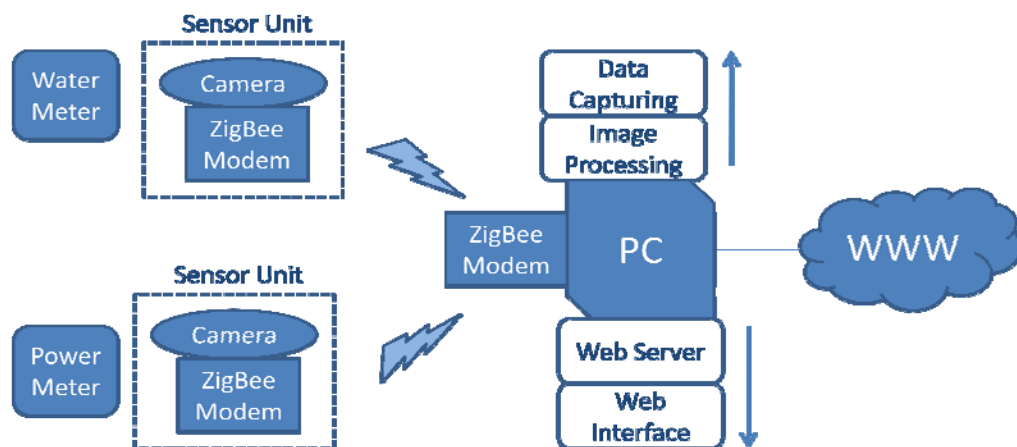 Sensor Unit
Water
Meter
Camera
ZigBee
Modem
Sensor Unit
Power
Meter
Camera
ZigBee
Modem
Data
Capturing
Image
Processing
ZigBee
Modem
PC
WWW
Web Server
Web
Interface